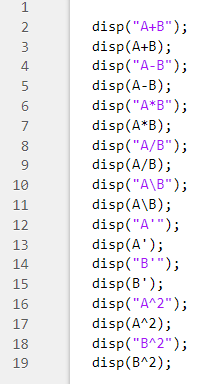 1
2 disp("A+B");
3 disp(A+B);
4 disp("A-B");
5 disp(A-B);
6 disp("A*B");
7 disp(A*B);
8 disp("A/B");
9 disp(A/B);
10 disp("A\B");
11 disp(A\B);
12 disp("A'");
13 disp(A');
14 disp("B'");
15 disp(B');
16 disp("A^2");
17 disp(A^2);
18 disp("B^2");
19 disp(B^2);